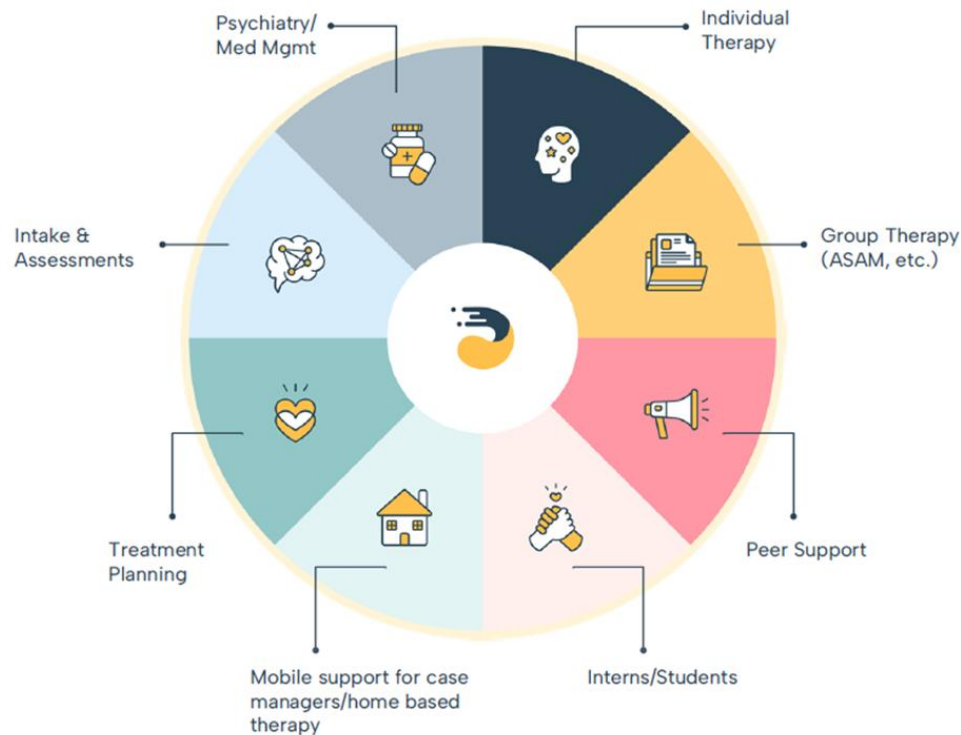 Psychiatry/
Med Mgmt
Individual
Therapy
Intake &
Assessments
Group Therapy
(ASAM, etc.)
Treatment
Planning
Peer Support
Mobile support for case
managers/home based
therapy
Interns/Students